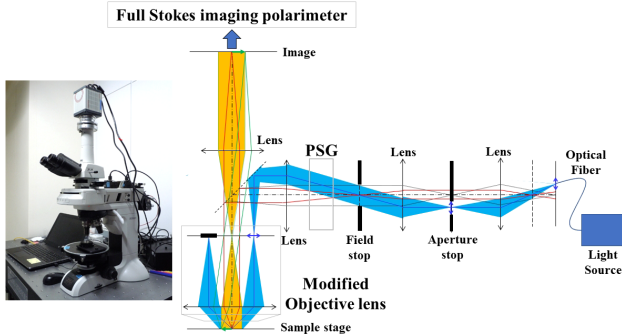 Full Stokes imaging polarimeter
Image
Lens
PSG
Lens
Lens
Optical
Fiber
Lens
Field
stop
Aperture
stop
Light
Source
Modified
Objective lens
Sample stage